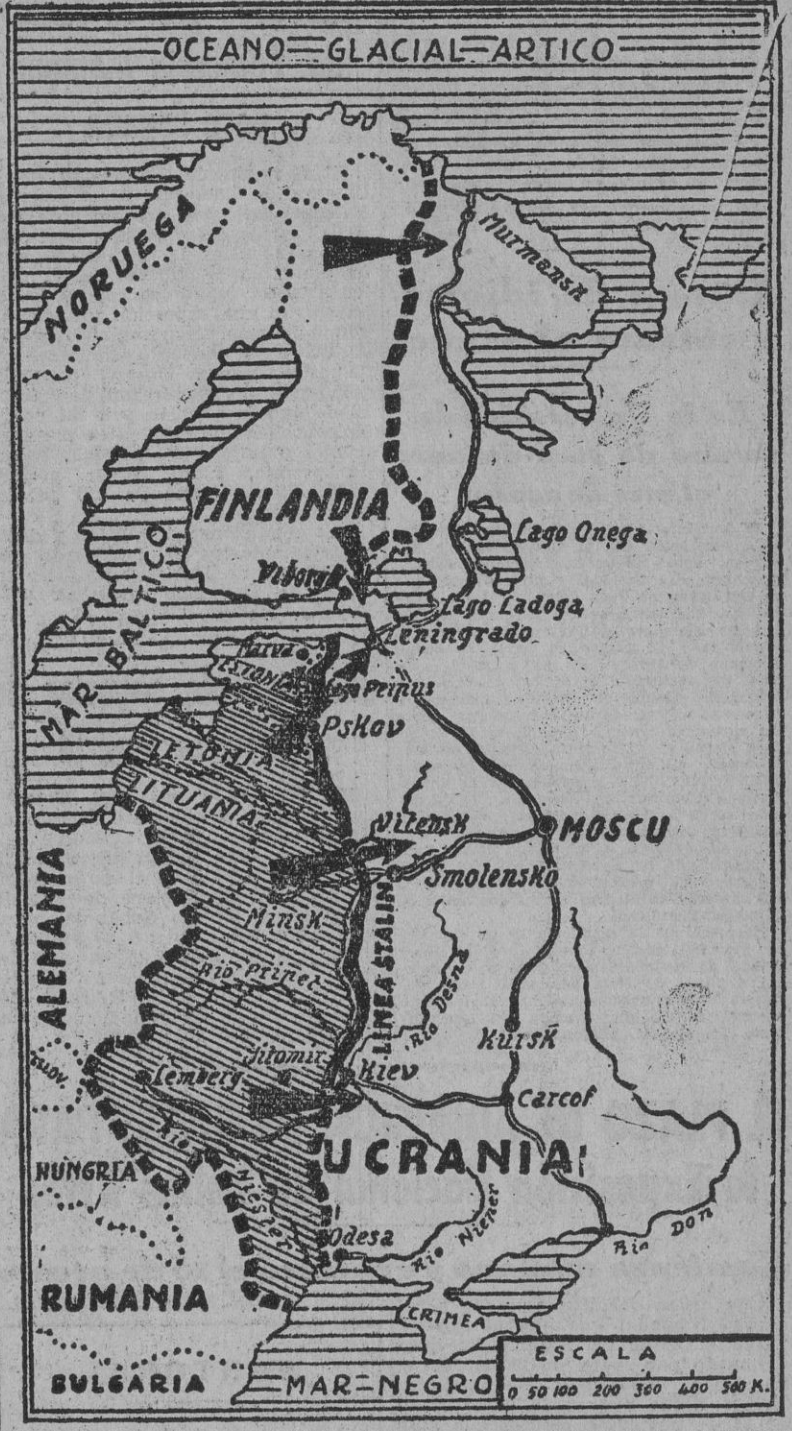 OCEANO GLACIAL ARTICO
NORUEGA
Murmansk
FINLANDIA
Lago Onega
Viborg
Lago Ladoga
Leningrado
MAR BALTICO
Narva
ESTONIA
Lago Peipus
Pskov
LETONIA
LITUANIA
Vitensk
MOSCU
Smolensko
ALEMANIA
Minsk
LINEA STALIN
Rio Pripet
Rio Desna
Kursk
Jitomir
Lemberg
Kiev
Carcof
UCRANIA
HUNGRIA
Rio Niester
Odesa
Rio Niener
Rio Don
RUMANIA
CRIMEA
BULGARIA
MAR NEGRO
ESCALA
0 50 100 200 300 400 500 K.